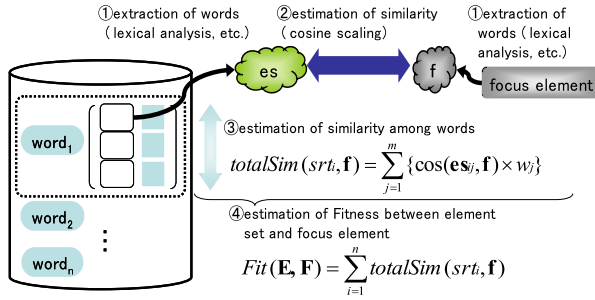 ①extraction of words
( lexical analysis, etc.)
②estimation of similarity
(cosine scaling)
①extraction of
words ( lexical
analysis, etc.)
es
f
focus element
word1
③estimation of similarity among words
totalSim(srti,f) = ∑_{j=1}^{m} {cos(esij,f) × wj}
word2
④estimation of Fitness between element
set and focus element
wordn
Fit(E, F) = ∑_{i=1}^{n} totalSim(srti,f)